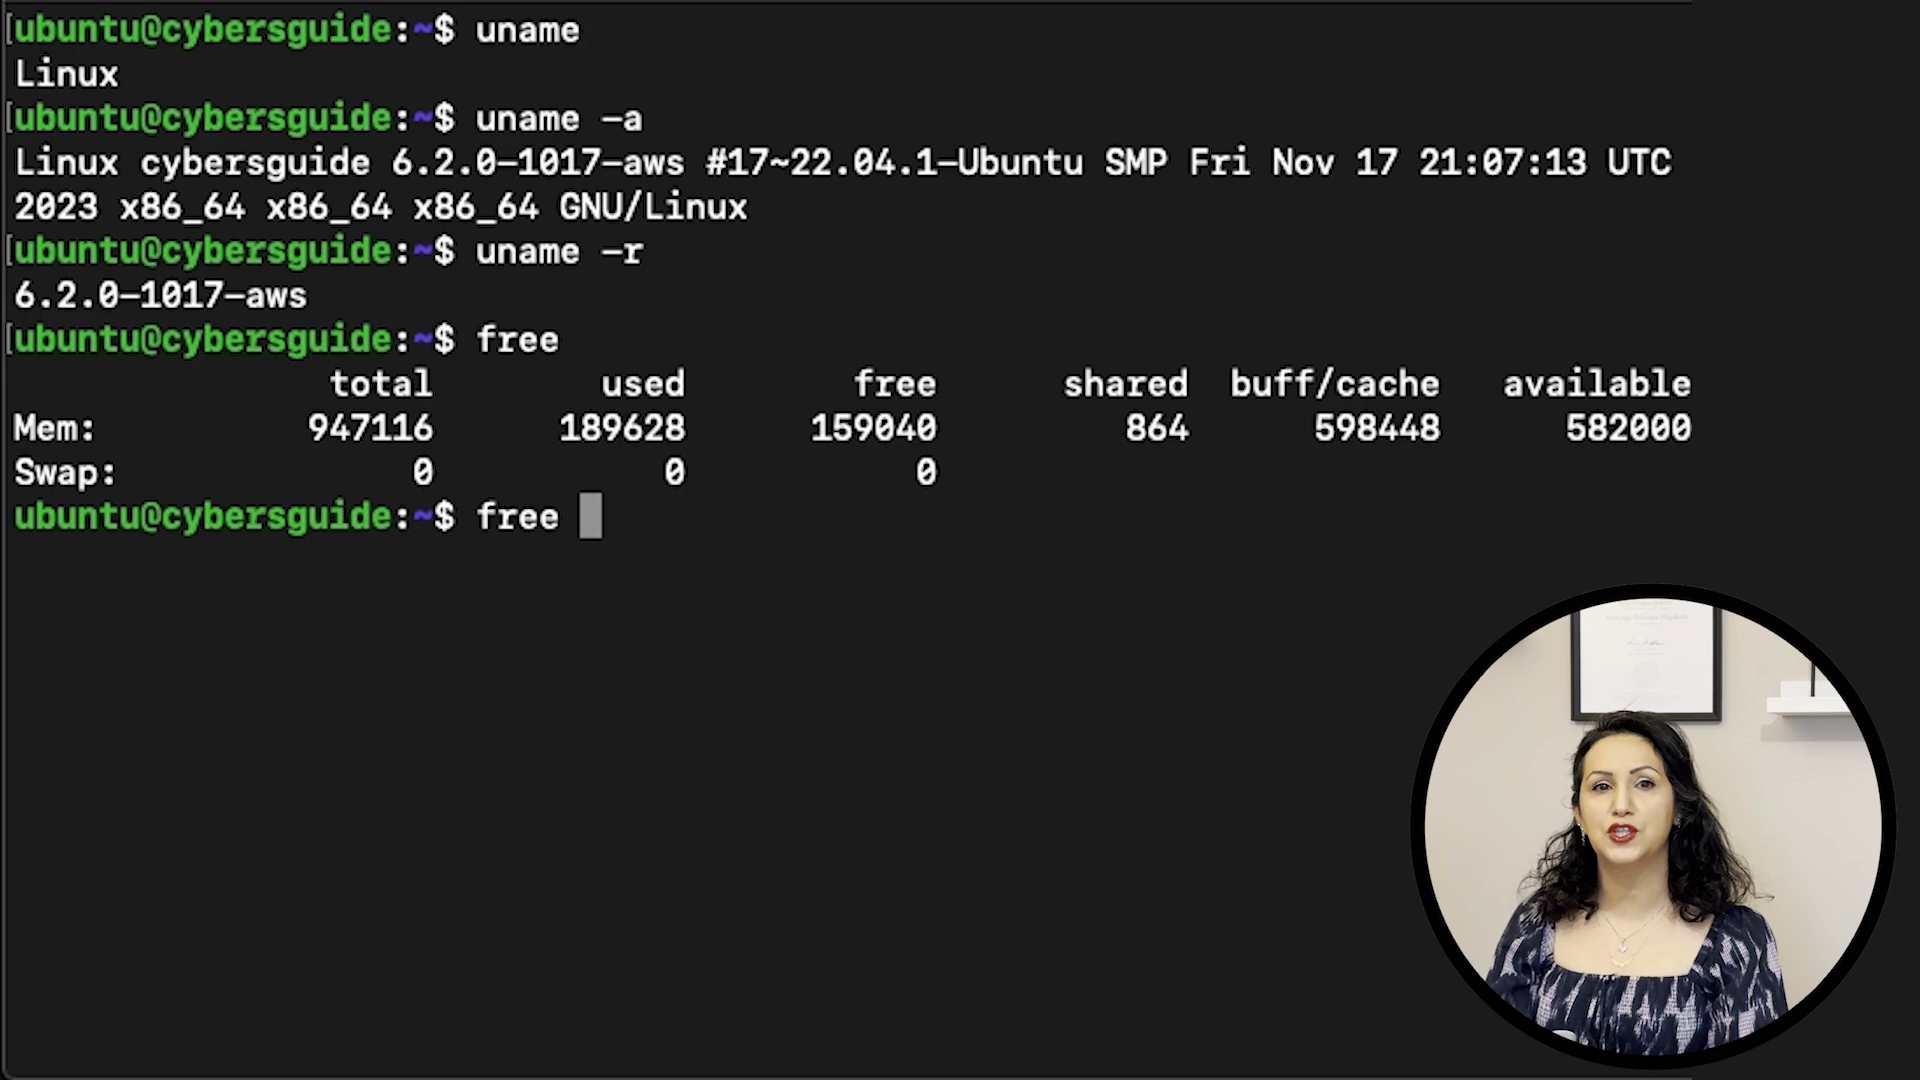 ubuntu@cybersguide:~$ uname
Linux
ubuntu@cybersguide:~$ uname -a
Linux cybersguide 6.2.0-1017-aws #17~22.04.1-Ubuntu SMP Fri Nov 17 21:07:13 UTC
2023 x86_64 x86_64 x86_64 GNU/Linux
ubuntu@cybersguide:~$ uname -r
6.2.0-1017-aws
ubuntu@cybersguide:~$ free
total used free shared buff/cache available
Mem: 947116 189628 159040 864 598448 582000
Swap: 0 0 0
ubuntu@cybersguide:~$ free